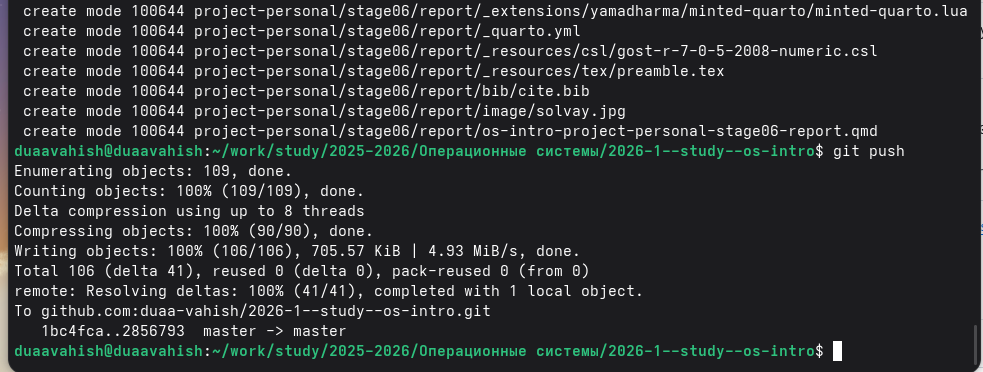 create mode 100644 project-personal/stage06/report/_extensions/yamadharma/minted-quarto/minted-quarto.lua
create mode 100644 project-personal/stage06/report/_quarto.yml
create mode 100644 project-personal/stage06/report/_resources/csl/gost-r-7-0-5-2008-numeric.csl
create mode 100644 project-personal/stage06/report/_resources/tex/preamble.tex
create mode 100644 project-personal/stage06/report/bib/cite.bib
create mode 100644 project-personal/stage06/report/image/solvay.jpg
create mode 100644 project-personal/stage06/report/os-intro-project-personal-stage06-report.qmd
duaavahish@duaavahish:~/work/study/2025-2026/Операционные системы/2026-1--study--os-intro$ git push
Enumerating objects: 109, done.
Counting objects: 100% (109/109), done.
Delta compression using up to 8 threads
Compressing objects: 100% (90/90), done.
Writing objects: 100% (106/106), 705.57 KiB | 4.93 MiB/s, done.
Total 106 (delta 41), reused 0 (delta 0), pack-reused 0 (from 0)
remote: Resolving deltas: 100% (41/41), completed with 1 local object.
To github.com:duaa-vahish/2026-1--study--os-intro.git
1bc4fca..2856793  master -> master
duaavahish@duaavahish:~/work/study/2025-2026/Операционные системы/2026-1--study--os-intro$